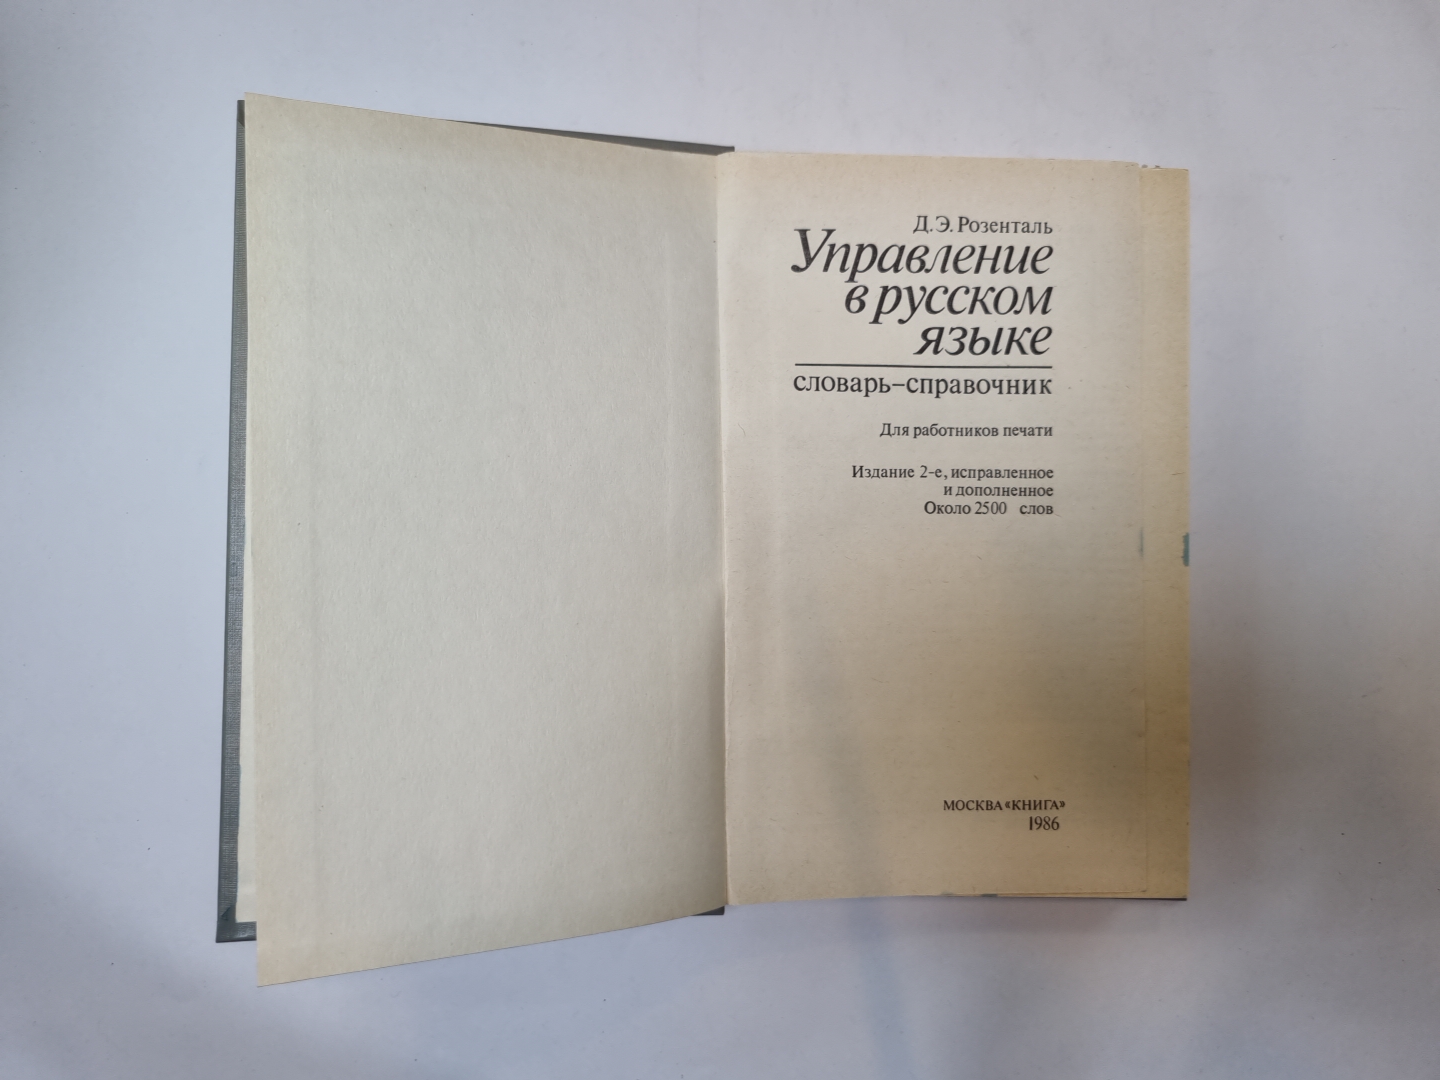 Д. Э. Розенталь
Управление
в русском
языке
словарь–справочник
Для работников печати
Издание 2-е, исправленное
и дополненное
Около 2500 слов
МОСКВА «КНИГА»
1986